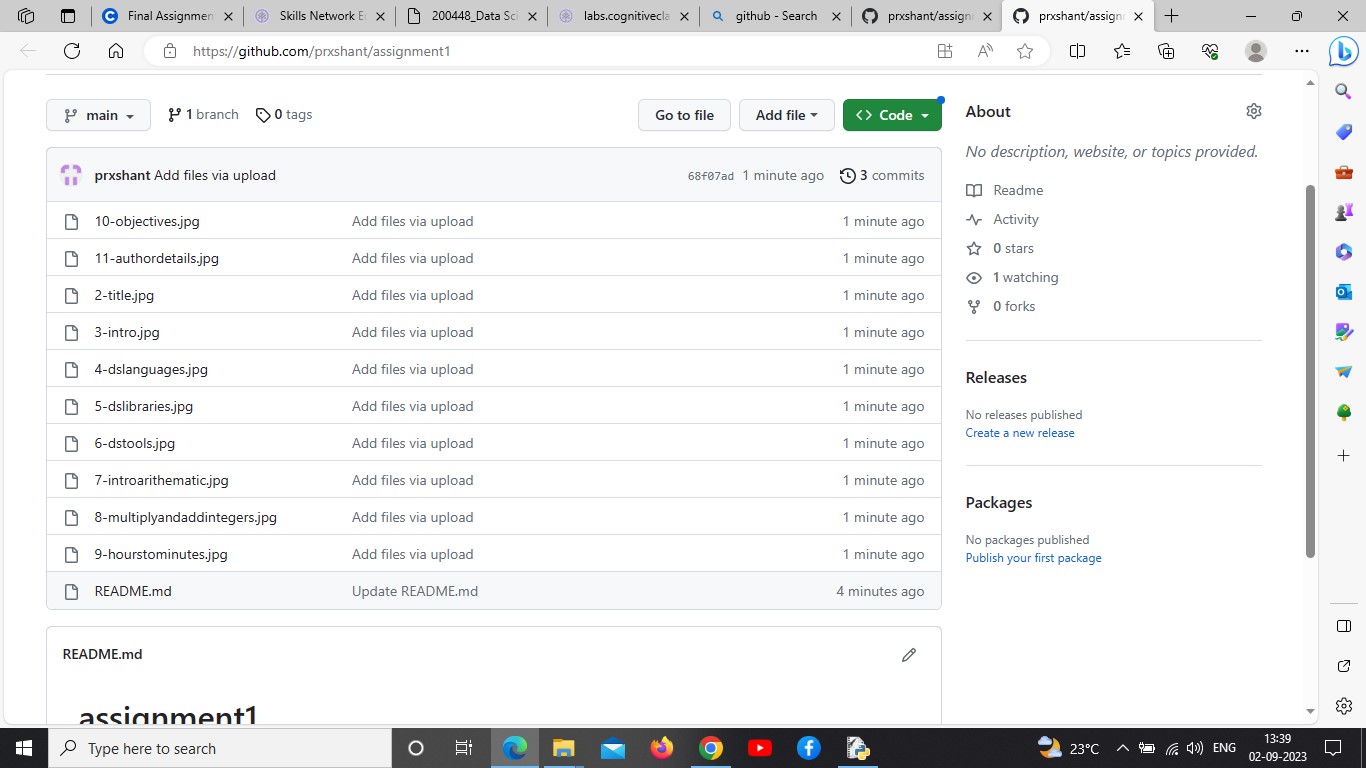 Final Assignmen
Skills Network Ed
200448_Data Sci
labs.cognitivecla
github - Search
prxshant/assignm
prxshant/assignm
https://github.com/prxshant/assignment1
main
1 branch
0 tags
Go to file
Add file
Code
prxshant Add files via upload
68f07ad 1 minute ago
3 commits
10-objectives.jpg Add files via upload 1 minute ago
11-authordetails.jpg Add files via upload 1 minute ago
2-title.jpg Add files via upload 1 minute ago
3-intro.jpg Add files via upload 1 minute ago
4-dslanguages.jpg Add files via upload 1 minute ago
5-dslibraries.jpg Add files via upload 1 minute ago
6-dstools.jpg Add files via upload 1 minute ago
7-introarithematic.jpg Add files via upload 1 minute ago
8-multiplyandaddintegers.jpg Add files via upload 1 minute ago
9-hourstominutes.jpg Add files via upload 1 minute ago
README.md Update README.md 4 minutes ago
README.md
assignment1
About
No description, website, or topics provided.
Readme
Activity
0 stars
1 watching
0 forks
Releases
No releases published
Create a new release
Packages
No packages published
Publish your first package
Type here to search
23°C
ENG
13:39
02-09-2023